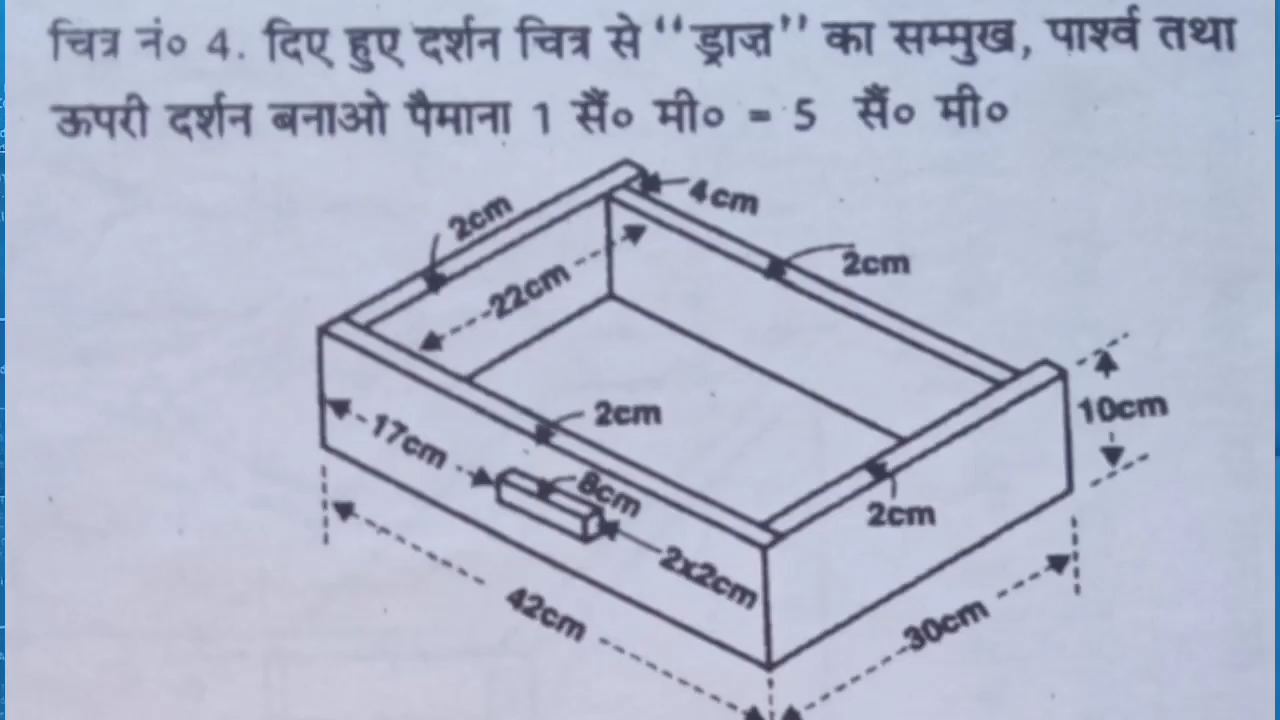 चित्र नं० 4. दिए हुए दर्शन चित्र से “ड्राज़” का सम्मुख, पार्श्व तथा
ऊपरी दर्शन बनाओ पैमाना 1 सैं० मी० = 5 सैं० मी०
4cm
2cm
2cm
22cm
10cm
2cm
17cm
8cm
2cm
2x2cm
42cm
30cm